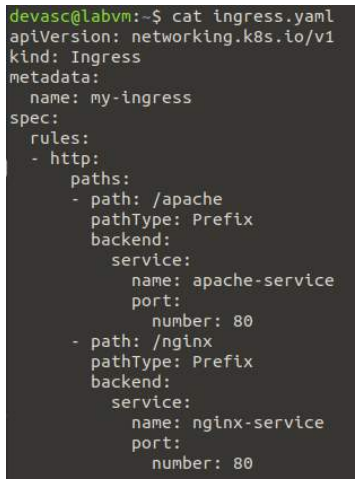 devasc@labvm:~$ cat ingress.yaml
apiVersion: networking.k8s.io/v1
kind: Ingress
metadata:
  name: my-ingress
spec:
  rules:
  - http:
      paths:
      - path: /apache
        pathType: Prefix
        backend:
          service:
            name: apache-service
            port:
              number: 80
      - path: /nginx
        pathType: Prefix
        backend:
          service:
            name: nginx-service
            port:
              number: 80